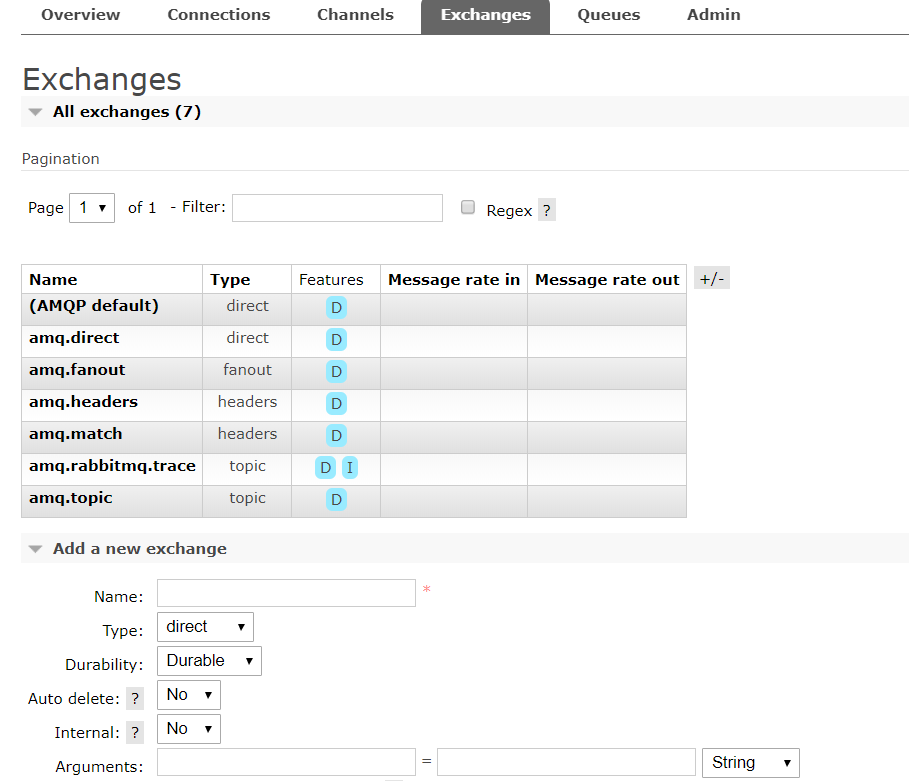 Overview Connections Channels Exchanges Queues Admin
Exchanges
All exchanges (7)
Pagination
Page 1 of 1 - Filter: Regex ?
Name Type Features Message rate in Message rate out +/-
(AMQP default) direct D
amq.direct direct D
amq.fanout fanout D
amq.headers headers D
amq.match headers D
amq.rabbitmq.trace topic D I
amq.topic topic D
Add a new exchange
Name: *
Type: direct
Durability: Durable
Auto delete: ? No
Internal: ? No
Arguments: = String